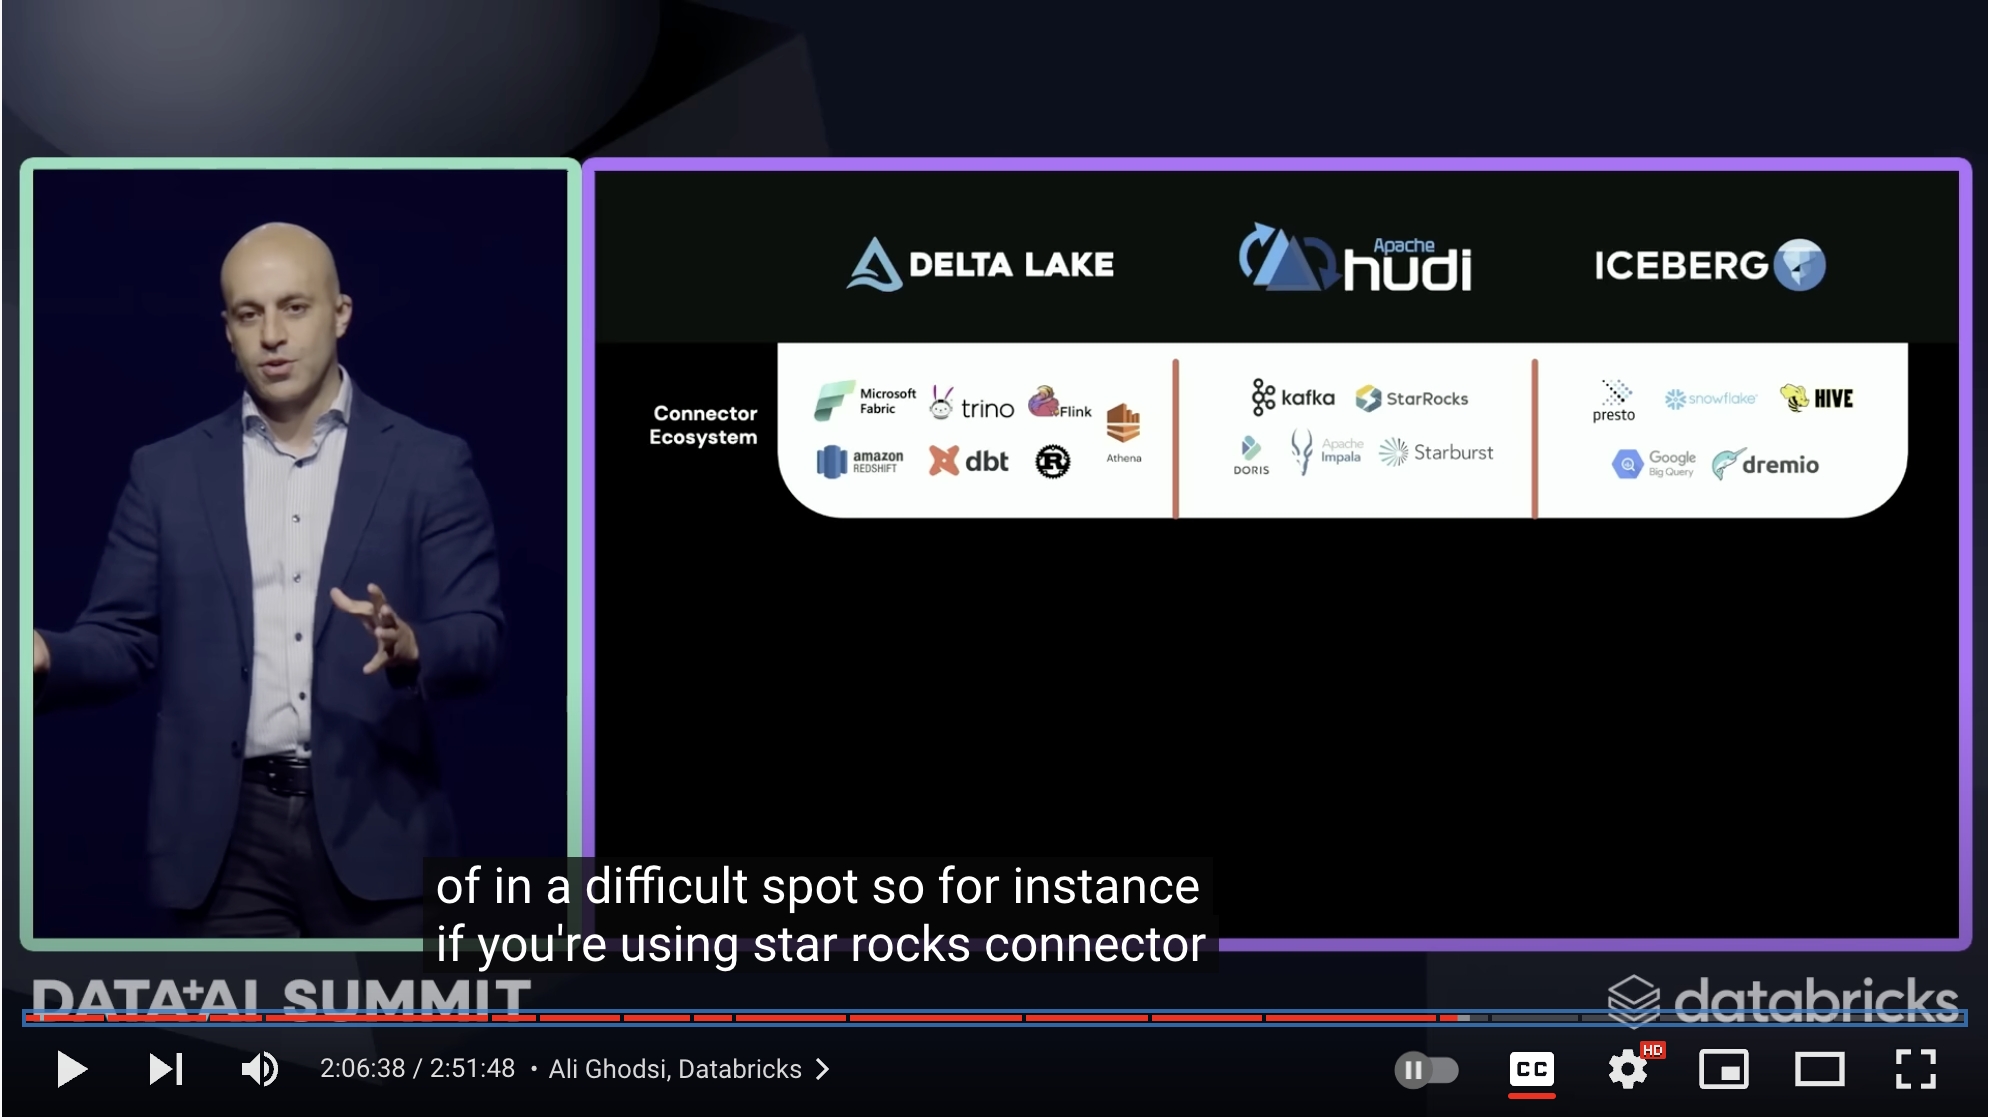 DELTA LAKE
Apache
hudi
ICEBERG
Connector
Ecosystem
Microsoft
Fabric
trino
Flink
Athena
amazon
REDSHIFT
dbt
R
kafka
StarRocks
DORIS
Apache
Impala
Starburst
presto
snowflake
HIVE
Google
Big Query
dremio
of in a difficult spot so for instance
if you're using star rocks connector
DATA+AI SUMMIT
databricks
2:06:38 / 2:51:48 • Ali Ghodsi, Databricks
CC
HD